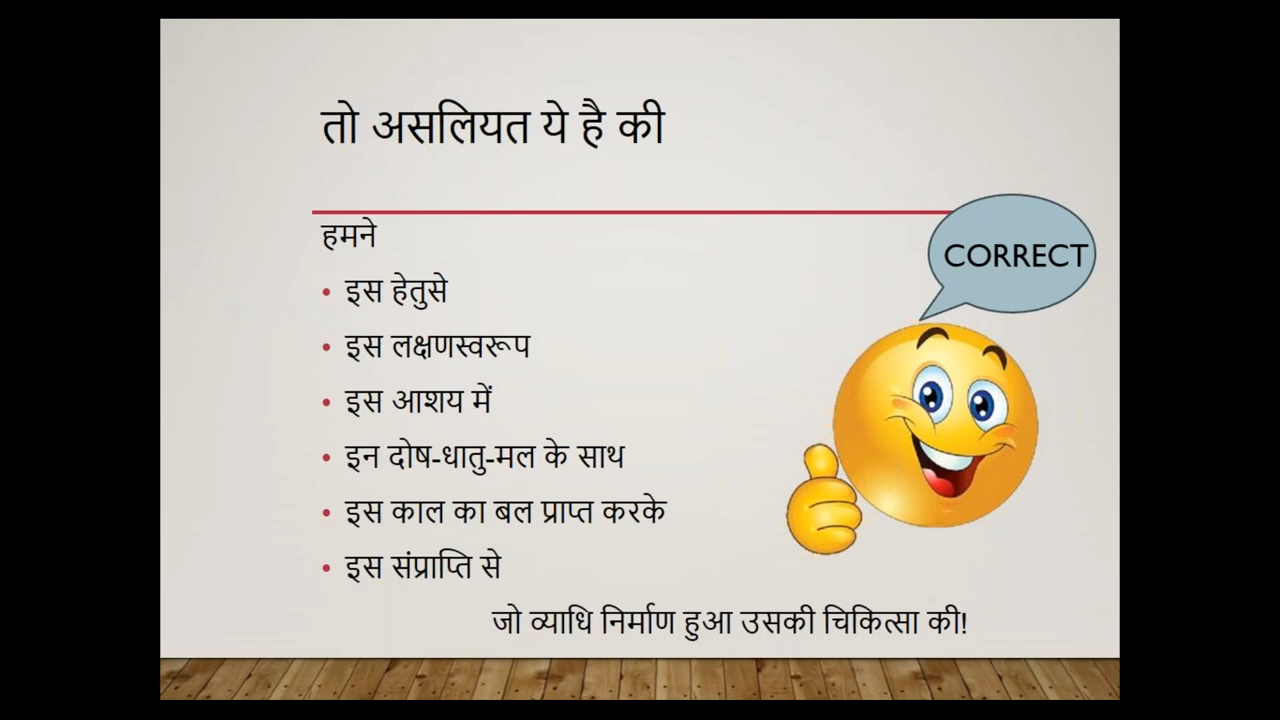 तो असलियत ये है की
हमने
• इस हेतुसे
• इस लक्षणस्वरूप
• इस आशय में
• इन दोष-धातु-मल के साथ
• इस काल का बल प्राप्त करके
• इस संप्राप्ति से
जो व्याधि निर्माण हुआ उसकी चिकित्सा की!
CORRECT